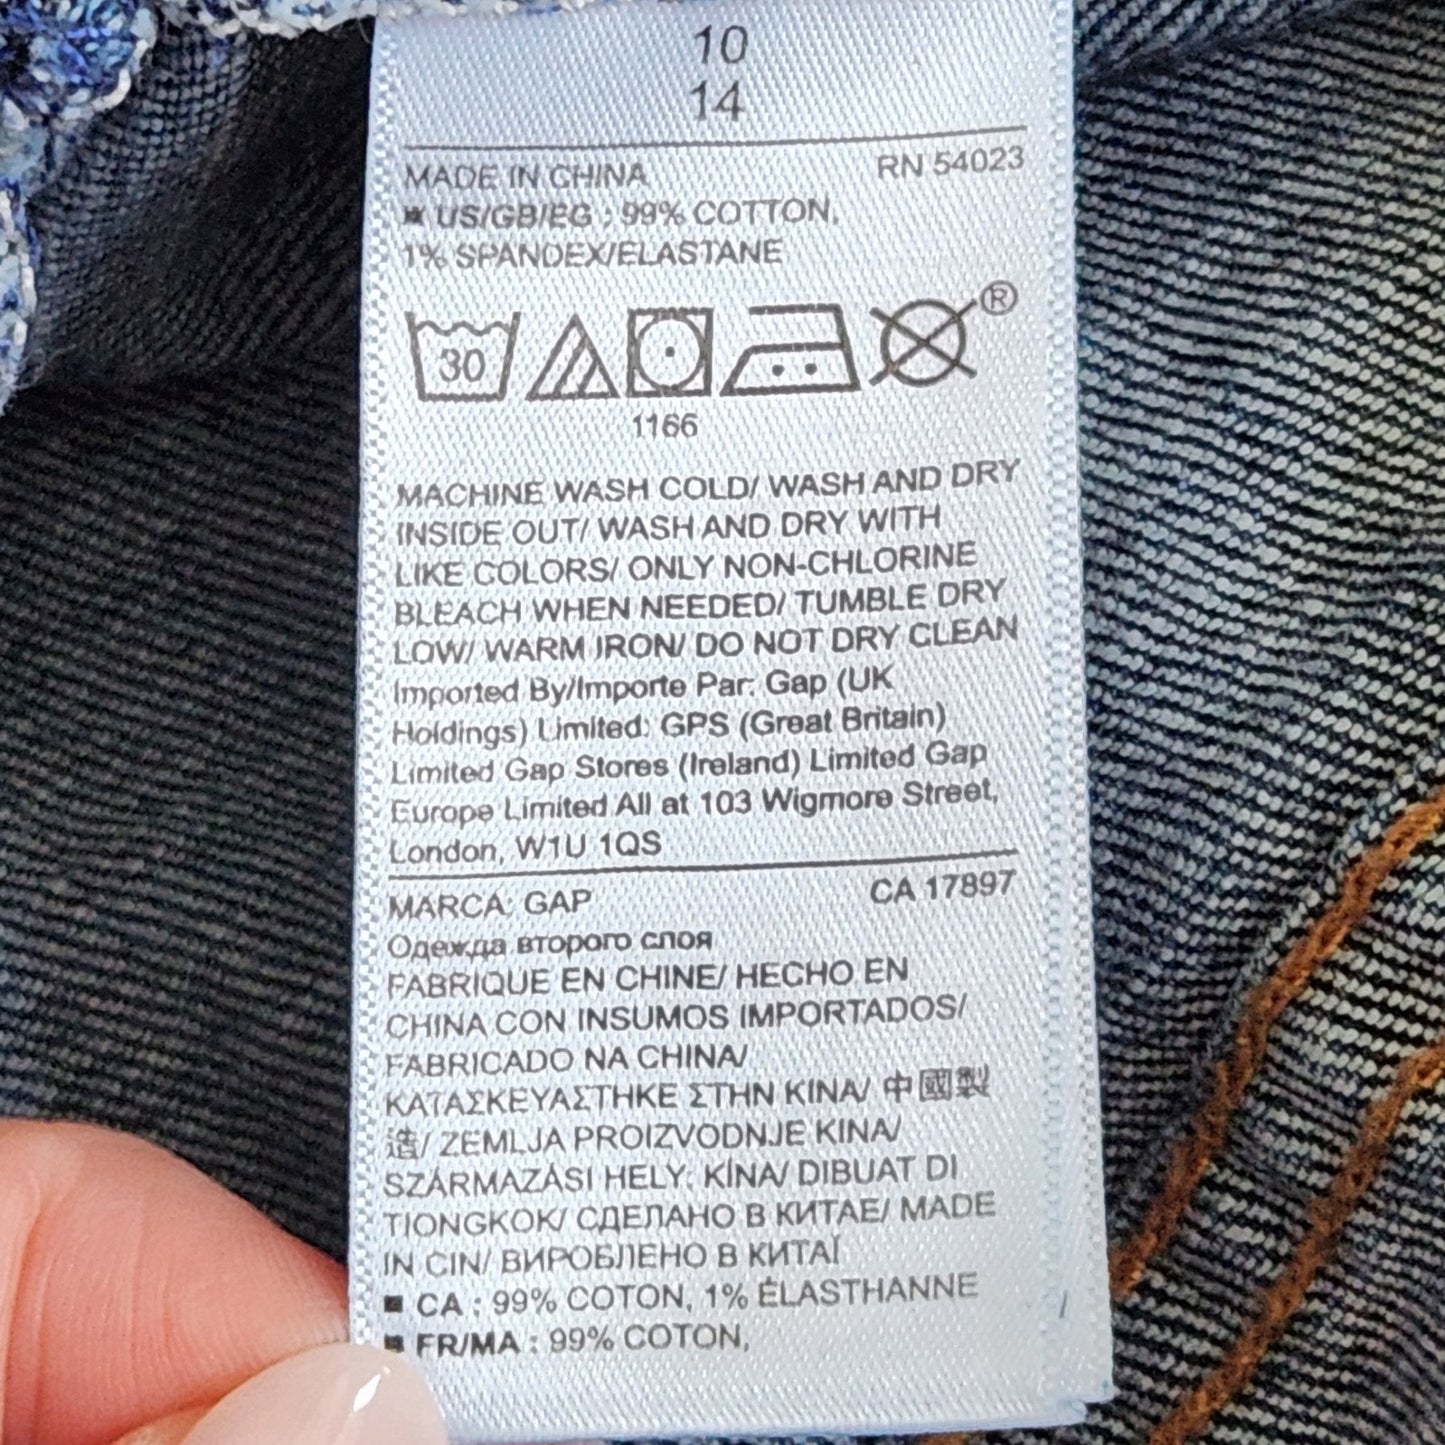 10
14
MADE IN CHINA RN 54023
US/GB/EG : 99% COTTON,
1% SPANDEX/ELASTANE
30 ®
1166
MACHINE WASH COLD/ WASH AND DRY
INSIDE OUT/ WASH AND DRY WITH
LIKE COLORS/ ONLY NON-CHLORINE
BLEACH WHEN NEEDED/ TUMBLE DRY
LOW/ WARM IRON/ DO NOT DRY CLEAN
Imported By/Importe Par: Gap (UK
Holdings) Limited: GPS (Great Britain)
Limited Gap Stores (Ireland) Limited Gap
Europe Limited All at 103 Wigmore Street,
London, W1U 1QS
MARCA: GAP CA 17897
Одежда второго слоя
FABRIQUE EN CHINE/ HECHO EN
CHINA CON INSUMOS IMPORTADOS/
FABRICADO NA CHINA/
ΚΑΤΑΣΚΕΥΑΣΤΗΚΕ ΣΤΗΝ ΚΙΝΑ/ 中國製
造/ ZEMLJA PROIZVODNJE KINA/
SZÁRMAZÁSI HELY: KÍNA/ DIBUAT DI
TIONGKOK/ СДЕЛАНО В КИТАЕ/ MADE
IN CIN/ ВИРОБЛЕНО В КИТАЇ
CA : 99% COTON, 1% ÉLASTHANNE
FR/MA : 99% COTON,